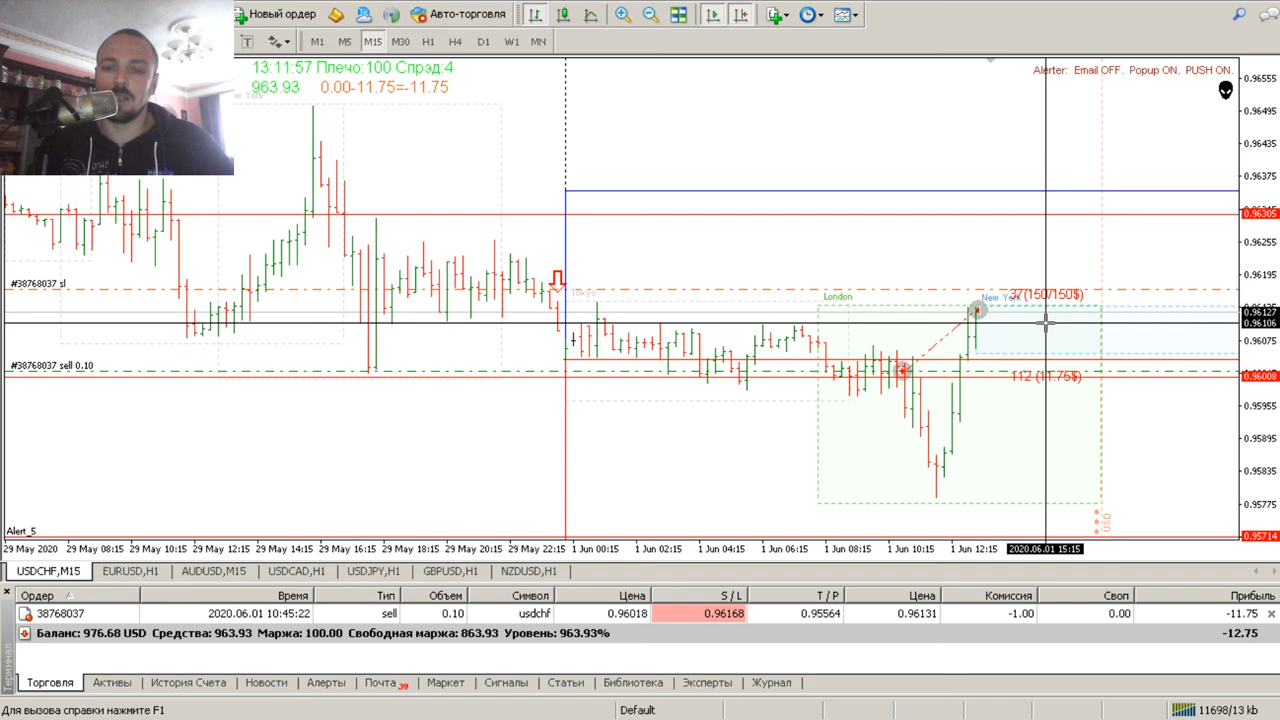 Новый ордер
Авто-торговля
T
M1 M5 M15 M30 H1 H4 D1 W1 MN
13:11:57 Плечо:100 Спрэд:4
963.93 0.00-11.75=-11.75
Alerter: Email OFF. Popup ON. PUSH ON.
0.96555
0.96495
0.96435
0.96375
0.96305
0.96255
0.96195
0.96127
0.96106
0.96075
0.96008
0.95955
0.95895
0.95835
0.95775
0.95714
#38768037 sl
Tokyo
London
New York
37(150/150$)
#38768037 sell 0.10
112 (11.75$)
USD
Alert_5
29 May 2020 29 May 08:15 29 May 10:15 29 May 12:15 29 May 14:15 29 May 16:15 29 May 18:15 29 May 20:15 29 May 22:15 1 Jun 00:15 1 Jun 02:15 1 Jun 04:15 1 Jun 06:15 1 Jun 08:15 1 Jun 10:15 1 Jun 12:15 2020.06.01 15:15
USDCHF,M15 EURUSD,H1 AUDUSD,M15 USDCAD,H1 USDJPY,H1 GBPUSD,H1 NZDUSD,H1
Ордер Время Тип Объем Символ Цена S / L T / P Цена Комиссия Своп Прибыль
38768037 2020.06.01 10:45:22 sell 0.10 usdchf 0.96018 0.96168 0.95564 0.96131 -1.00 0.00 -11.75
Баланс: 976.68 USD Средства: 963.93 Маржа: 100.00 Свободная маржа: 863.93 Уровень: 963.93% -12.75
Терминал
Торговля Активы История Счета Новости Алерты Почта 39 Маркет Сигналы Статьи Библиотека Эксперты Журнал
Для вызова справки нажмите F1 Default 11698/13 kb